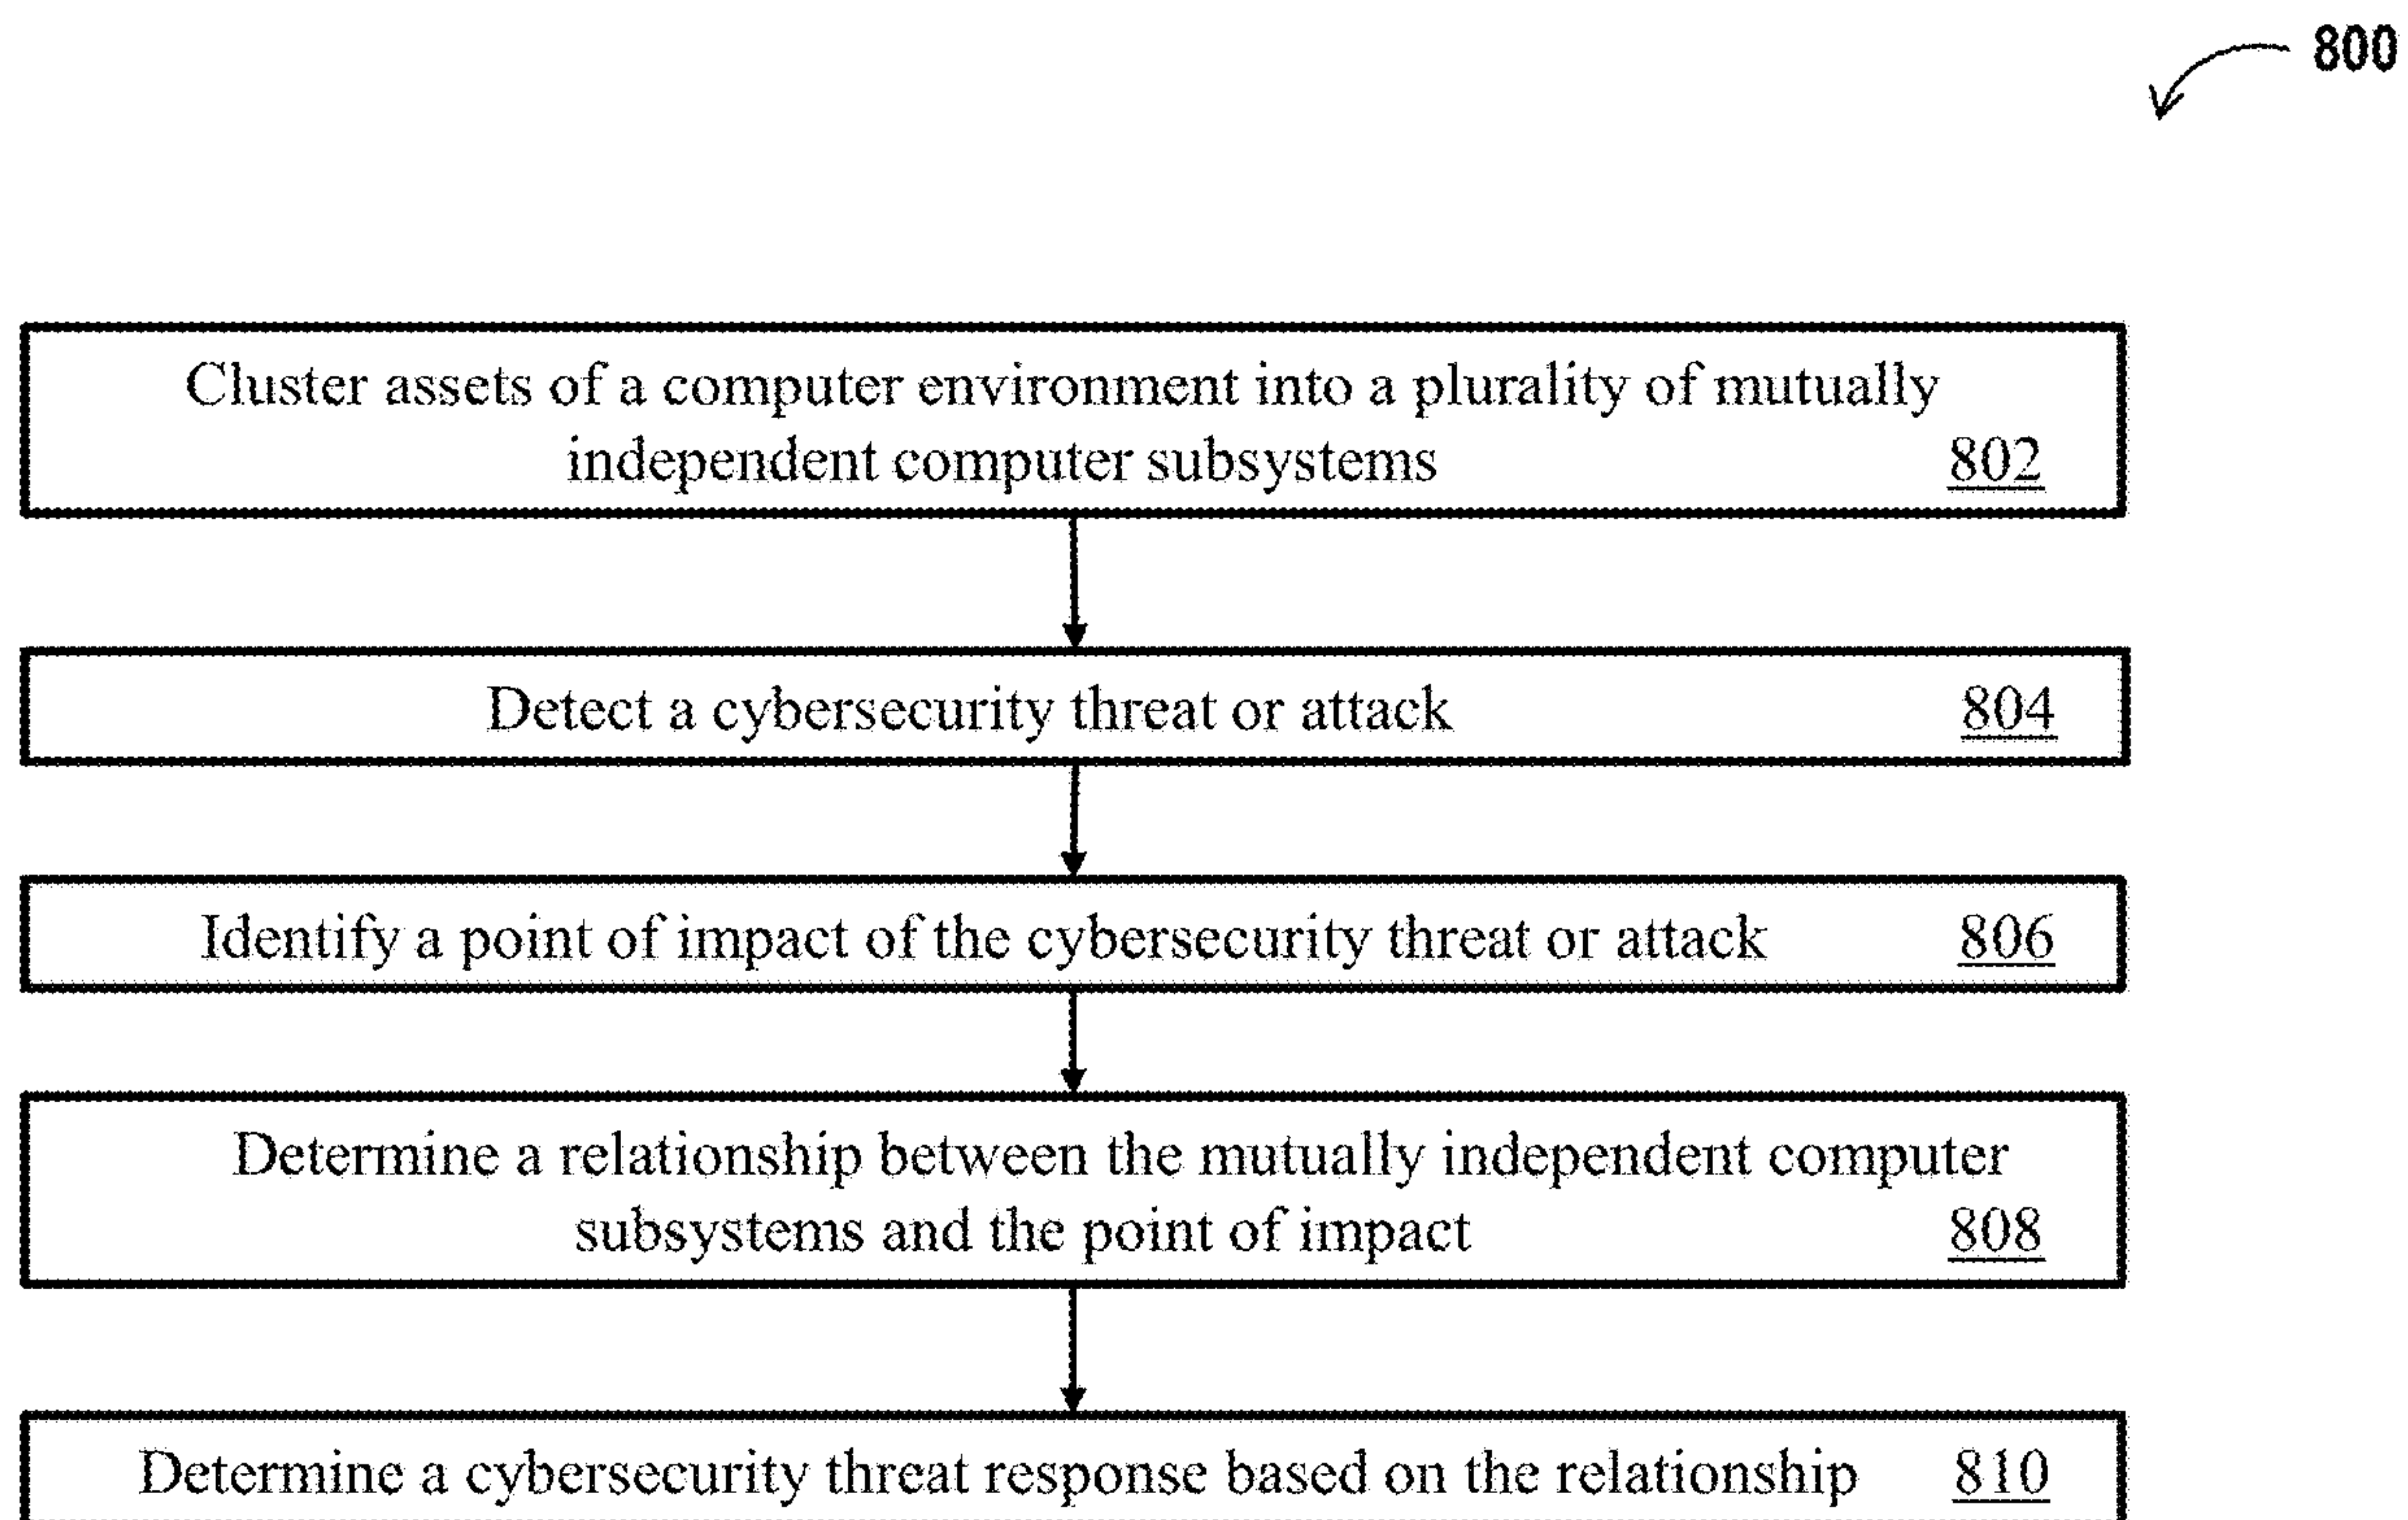 800
Cluster assets of a computer environment into a plurality of mutually
independent computer subsystems 802
Detect a cybersecurity threat or attack 804
Identify a point of impact of the cybersecurity threat or attack 806
Determine a relationship between the mutually independent computer
subsystems and the point of impact 808
Determine a cybersecurity threat response based on the relationship 810